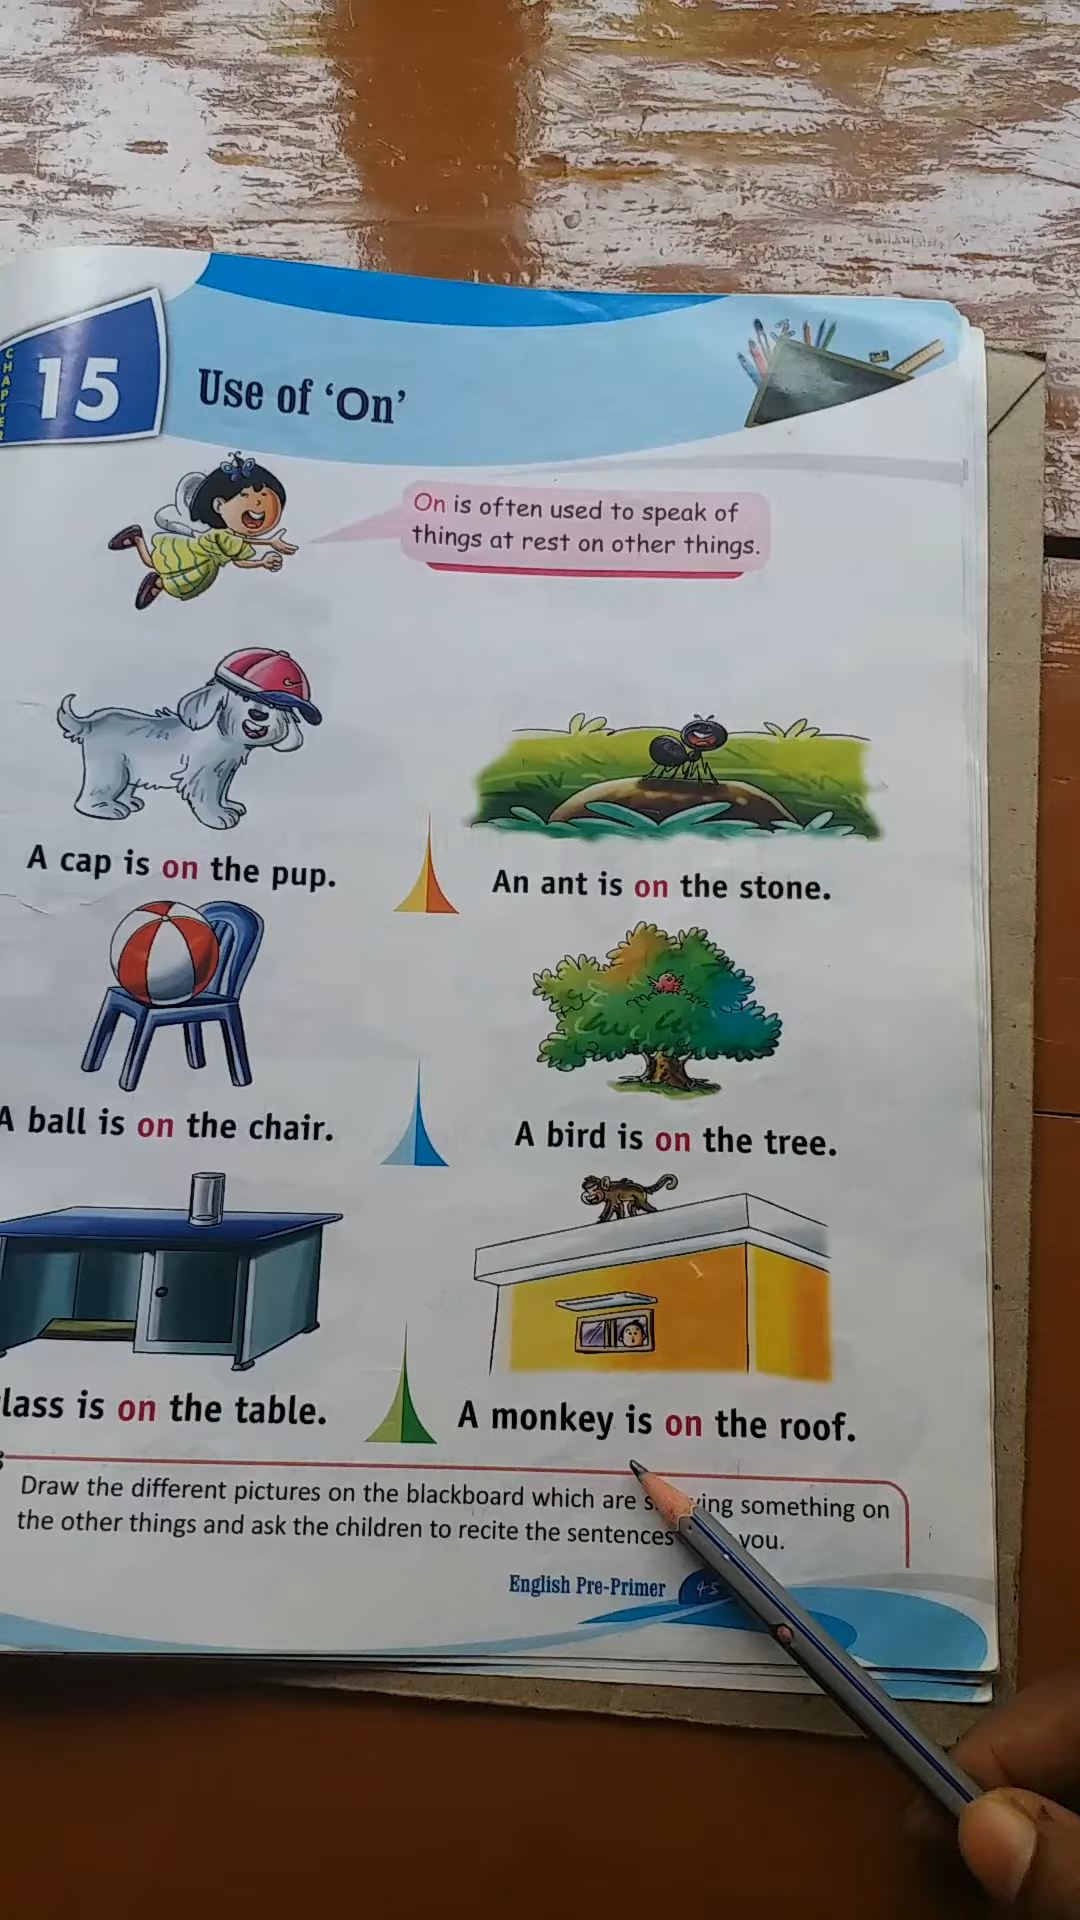 CHAPTER
15
Use of ‘On’
On is often used to speak of
things at rest on other things.
A cap is on the pup.
An ant is on the stone.
A ball is on the chair.
A bird is on the tree.
is on the table.
A monkey is on the roof.
Draw the different pictures on the blackboard which are something on
the other things and ask the children to recite the sentences you.
English Pre-Primer
45